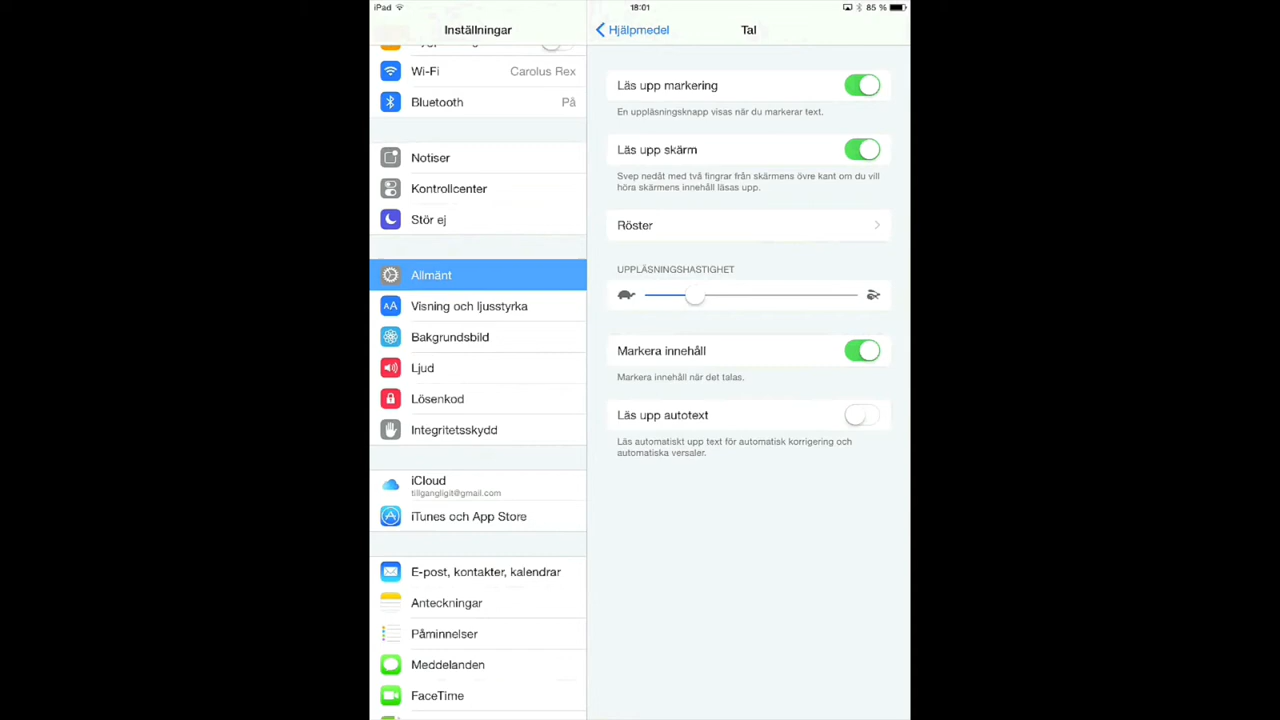 iPad
18:01
85 %
Inställningar
Wi-Fi
Carolus Rex
Bluetooth
På
Notiser
Kontrollcenter
Stör ej
Allmänt
Visning och ljusstyrka
Bakgrundsbild
Ljud
Lösenkod
Integritetsskydd
iCloud
tillgangligit@gmail.com
iTunes och App Store
E-post, kontakter, kalendrar
Anteckningar
Påminnelser
Meddelanden
FaceTime
Hjälpmedel
Tal
Läs upp markering
En uppläsningsknapp visas när du markerar text.
Läs upp skärm
Svep nedåt med två fingrar från skärmens övre kant om du vill
höra skärmens innehåll läsas upp.
Röster
UPPLÄSNINGSHASTIGHET
Markera innehåll
Markera innehåll när det talas.
Läs upp autotext
Läs automatiskt upp text för automatisk korrigering och
automatiska versaler.